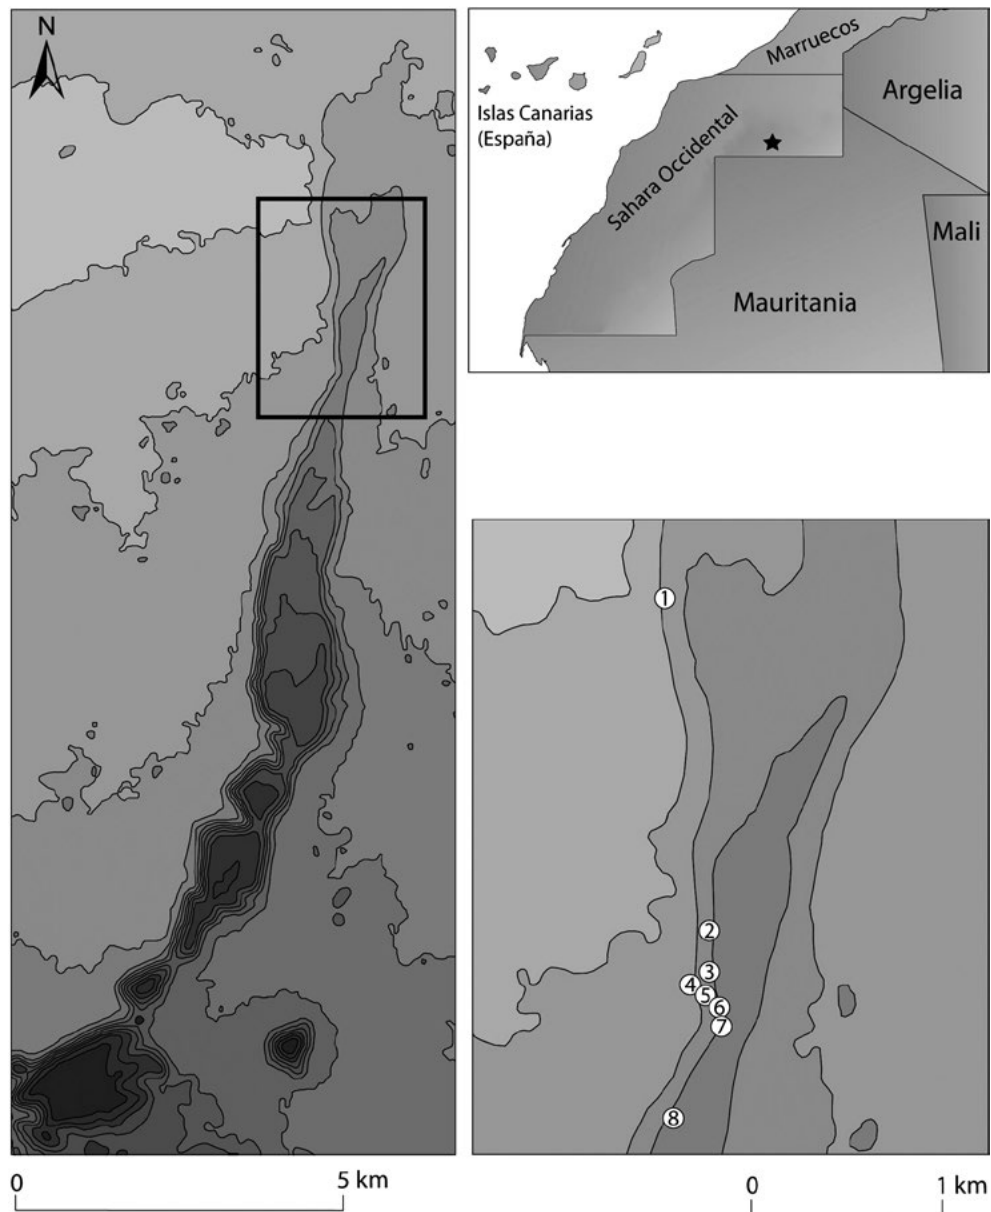 N
Marruecos
Argelia
Islas Canarias
(España)
Sahara Occidental
Mali
Mauritania
1
2
3
4
5
6
7
8
0
5 km
0
1 km